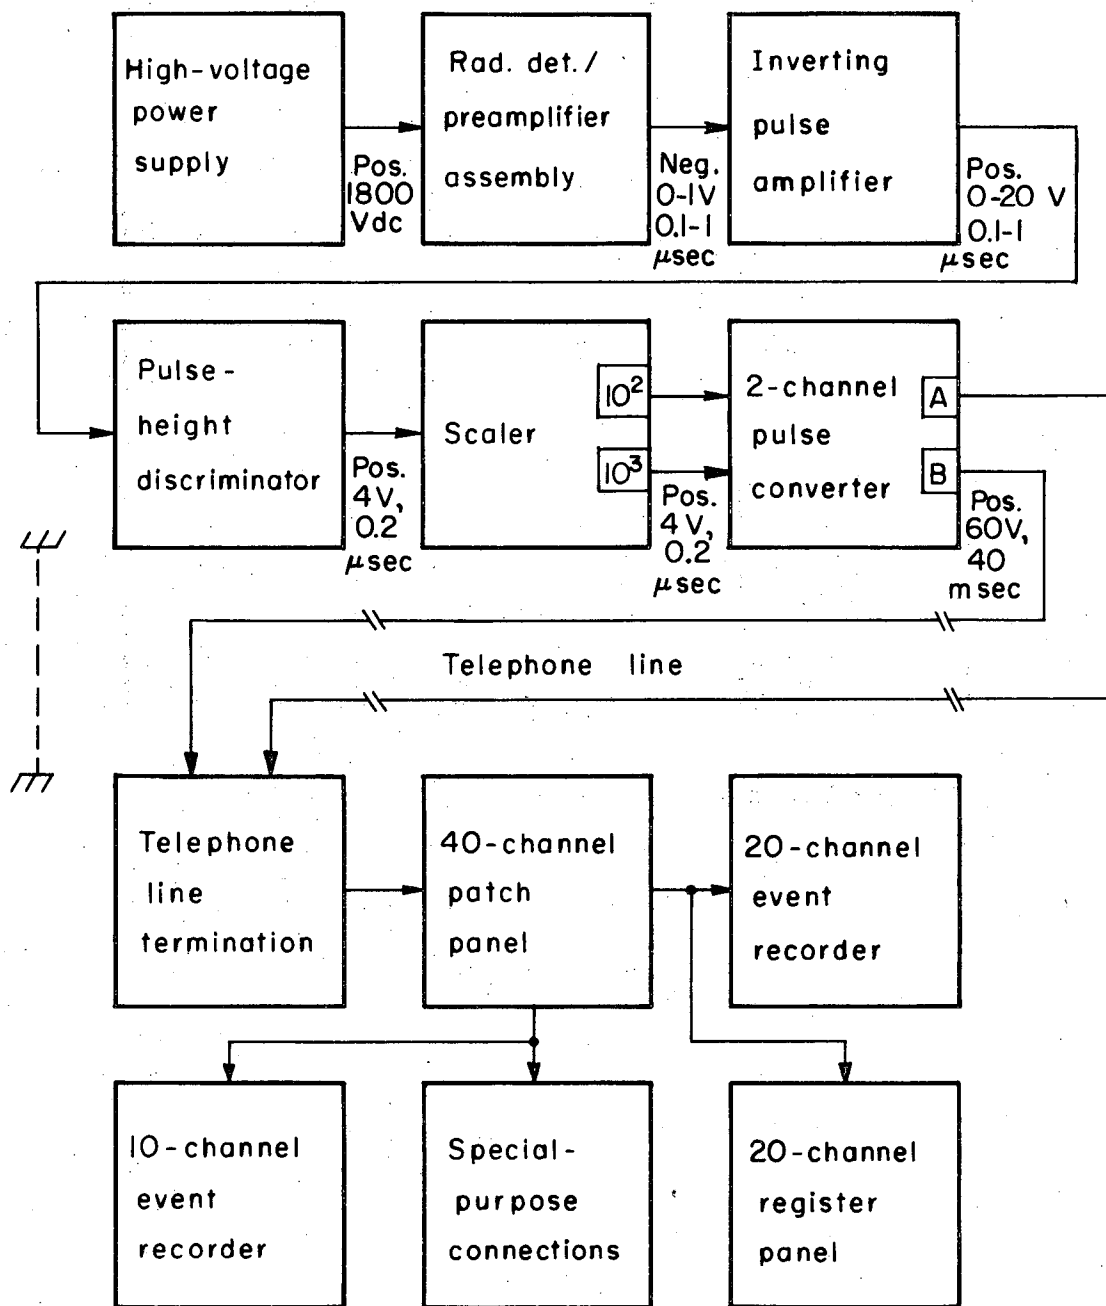 High-voltage
power
supply
Pos.
1800
Vdc
Rad. det./
preamplifier
assembly
Neg.
0-1V
0.1-1
μsec
Inverting
pulse
amplifier
Pos.
0-20 V
0.1-1
μsec
Pulse-
height
discriminator
Pos.
4V,
0.2
μsec
Scaler
10²
10³
Pos.
4V,
0.2
μsec
2-channel
pulse
converter
A
B
Pos.
60V,
40
msec
Telephone line
Telephone
line
termination
40-channel
patch
panel
20-channel
event
recorder
10-channel
event
recorder
Special-
purpose
connections
20-channel
register
panel